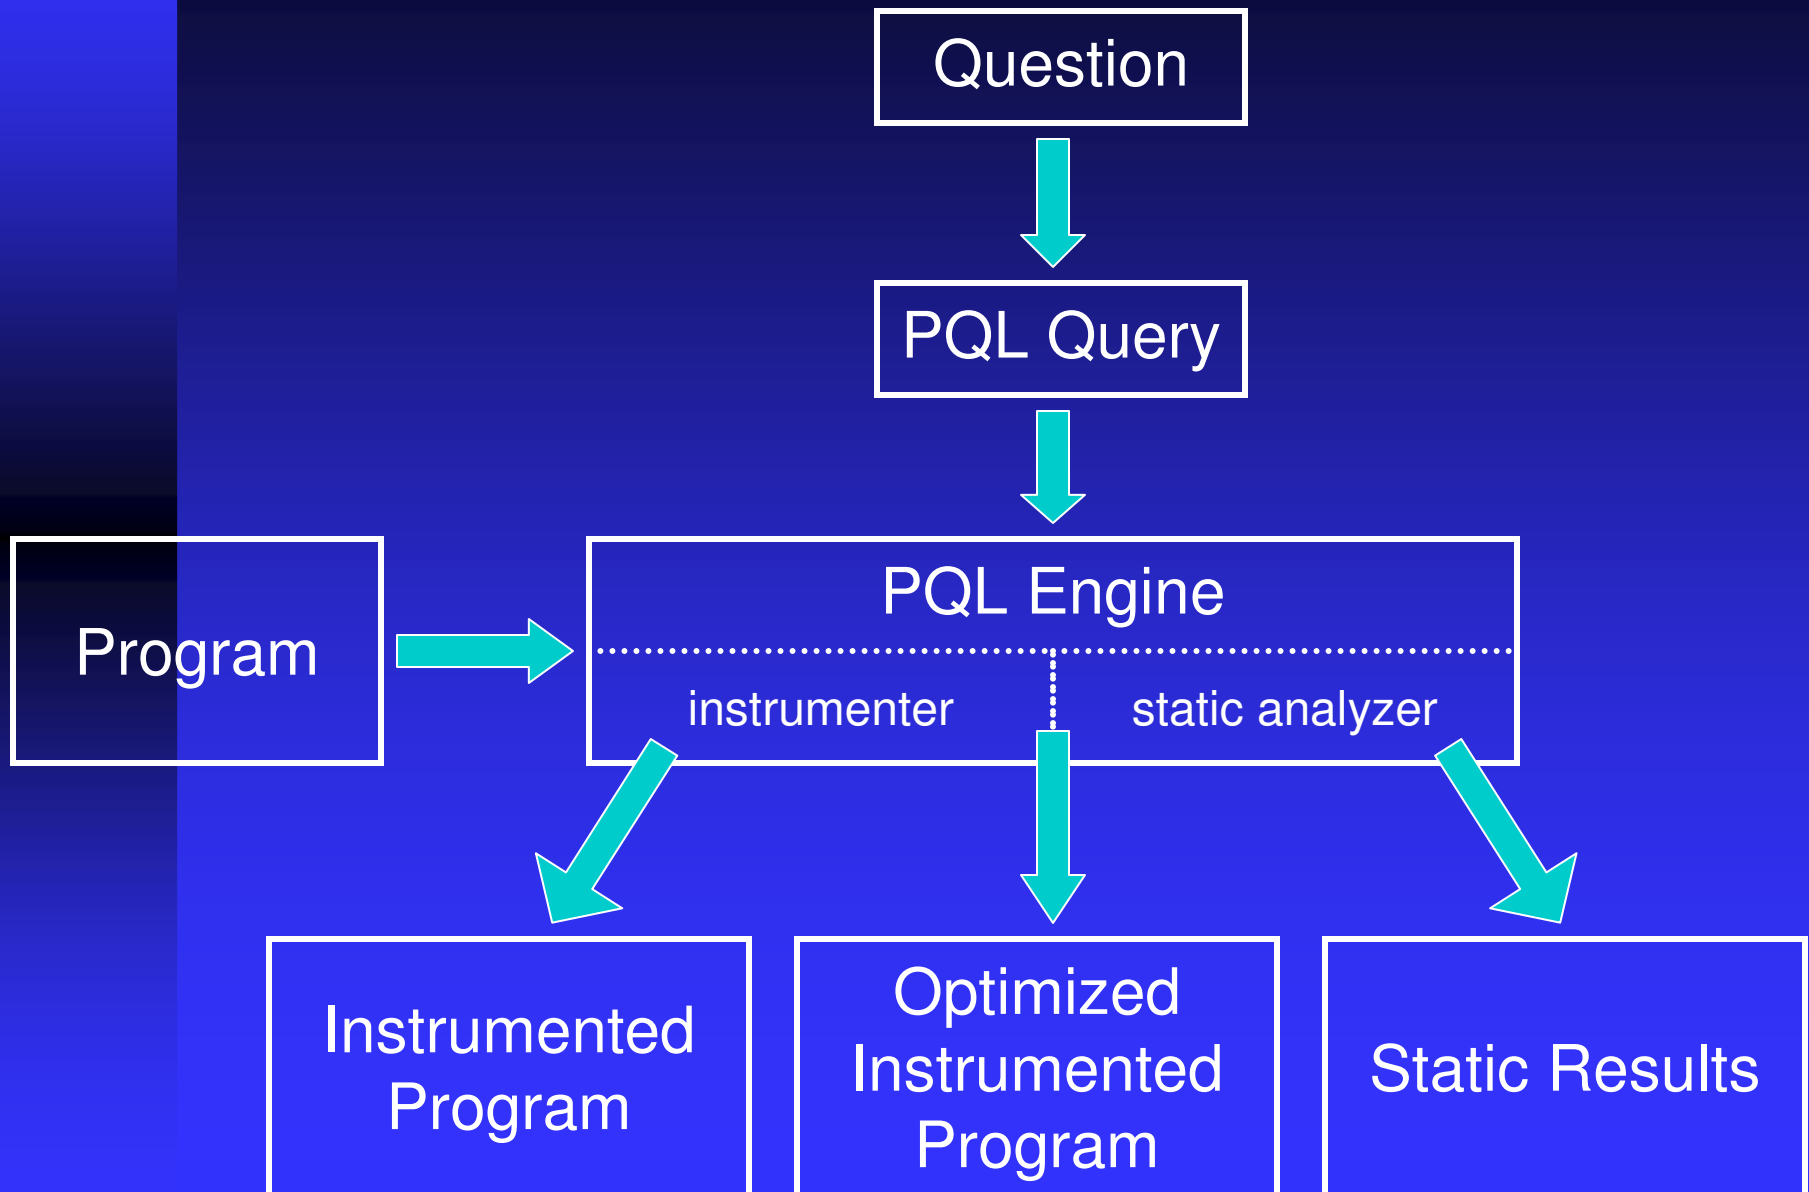 Question
PQL Query
PQL Engine
Program
instrumenter
static analyzer
Instrumented
Program
Optimized
Instrumented
Program
Static Results